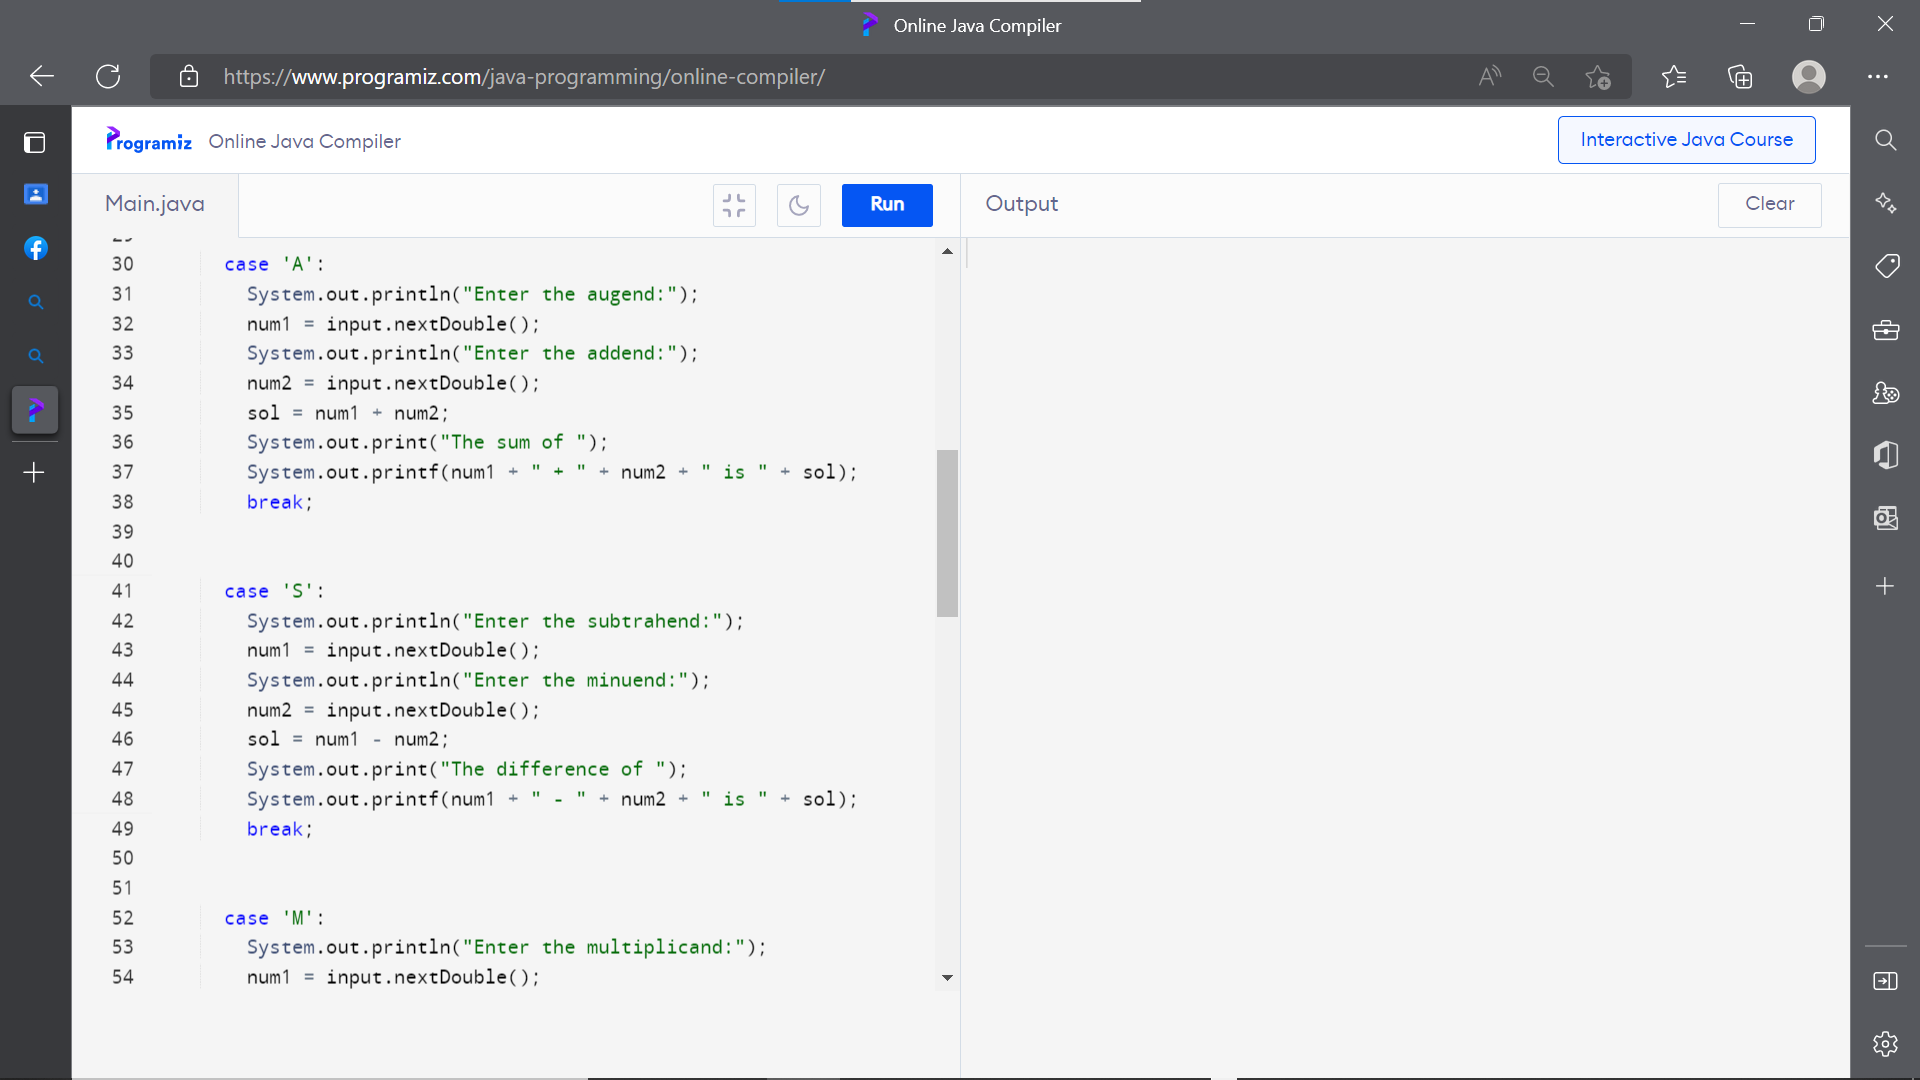 Online Java Compiler
https://www.programiz.com/java-programming/online-compiler/
Programiz Online Java Compiler
Interactive Java Course
Main.java
Run
Output
Clear
30 case 'A':
31 System.out.println("Enter the augend:");
32 num1 = input.nextDouble();
33 System.out.println("Enter the addend:");
34 num2 = input.nextDouble();
35 sol = num1 + num2;
36 System.out.print("The sum of ");
37 System.out.printf(num1 + " + " + num2 + " is " + sol);
38 break;
39
40
41 case 'S':
42 System.out.println("Enter the subtrahend:");
43 num1 = input.nextDouble();
44 System.out.println("Enter the minuend:");
45 num2 = input.nextDouble();
46 sol = num1 - num2;
47 System.out.print("The difference of ");
48 System.out.printf(num1 + " - " + num2 + " is " + sol);
49 break;
50
51
52 case 'M':
53 System.out.println("Enter the multiplicand:");
54 num1 = input.nextDouble();